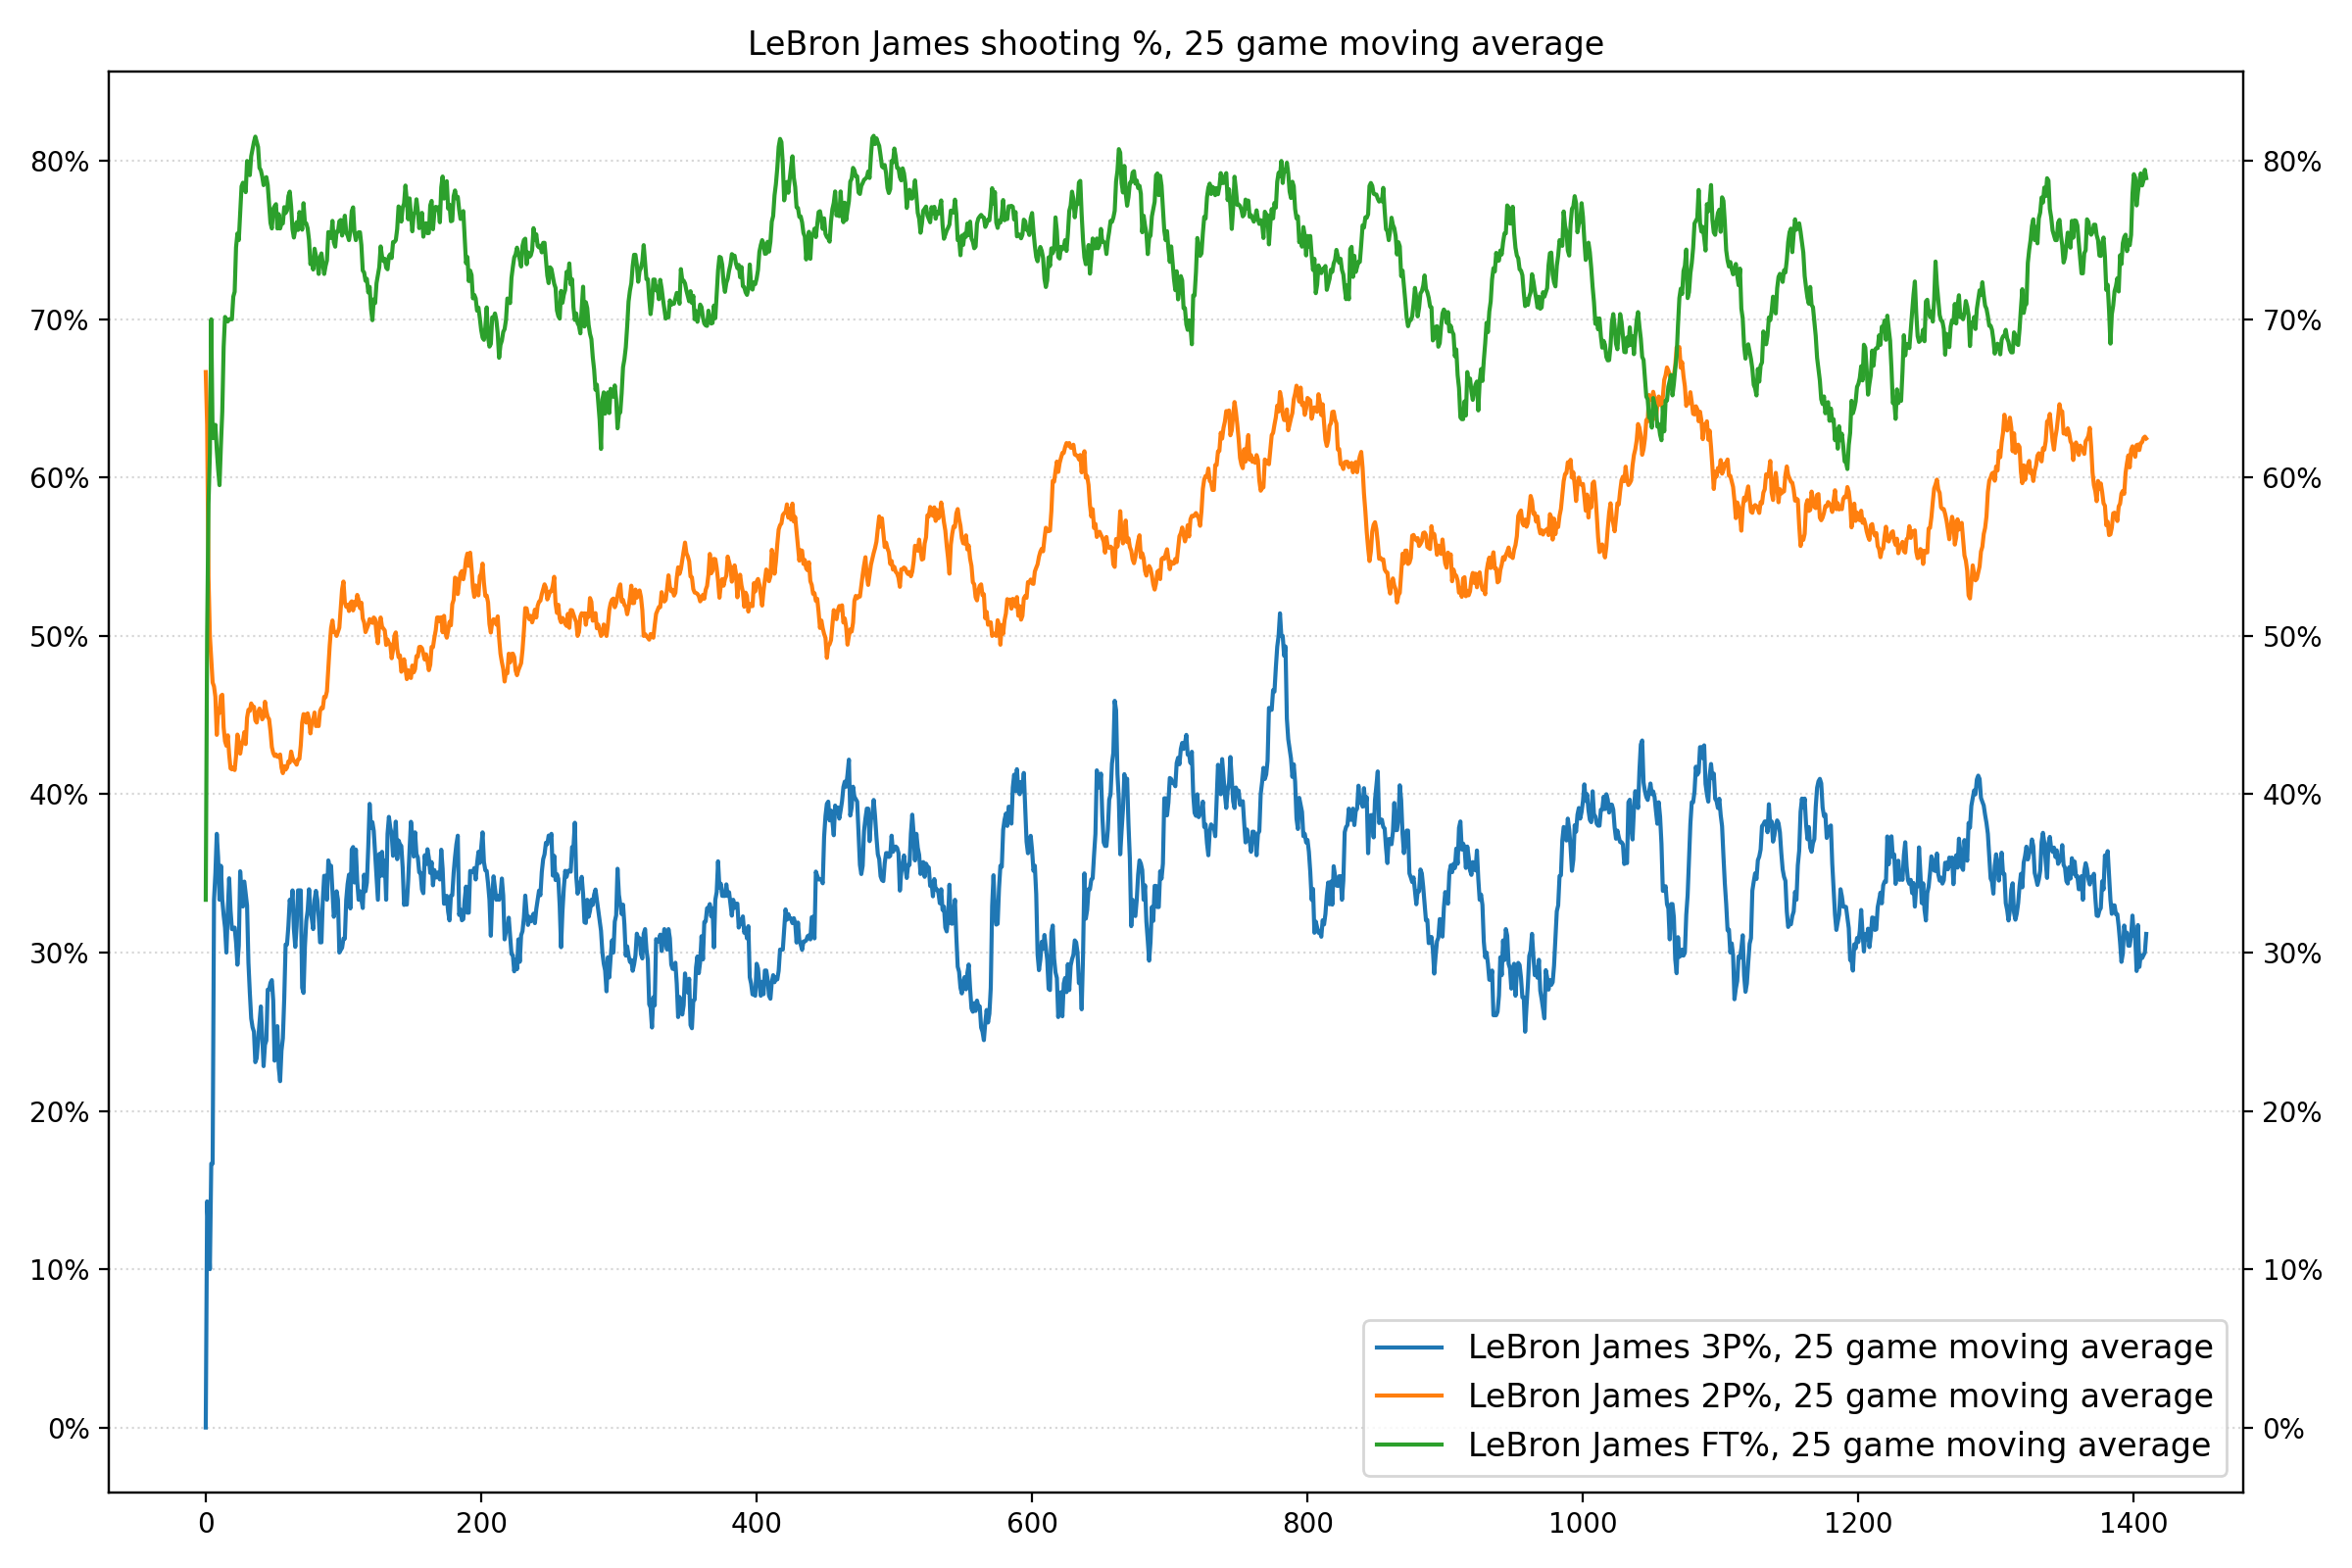 LeBron James shooting %, 25 game moving average
80% 80%
70% 70%
60% 60%
50% 50%
40% 40%
30% 30%
20% 20%
10% 10%
0% 0%
LeBron James 3P%, 25 game moving average
LeBron James 2P%, 25 game moving average
LeBron James FT%, 25 game moving average
0 200 400 600 800 1000 1200 1400